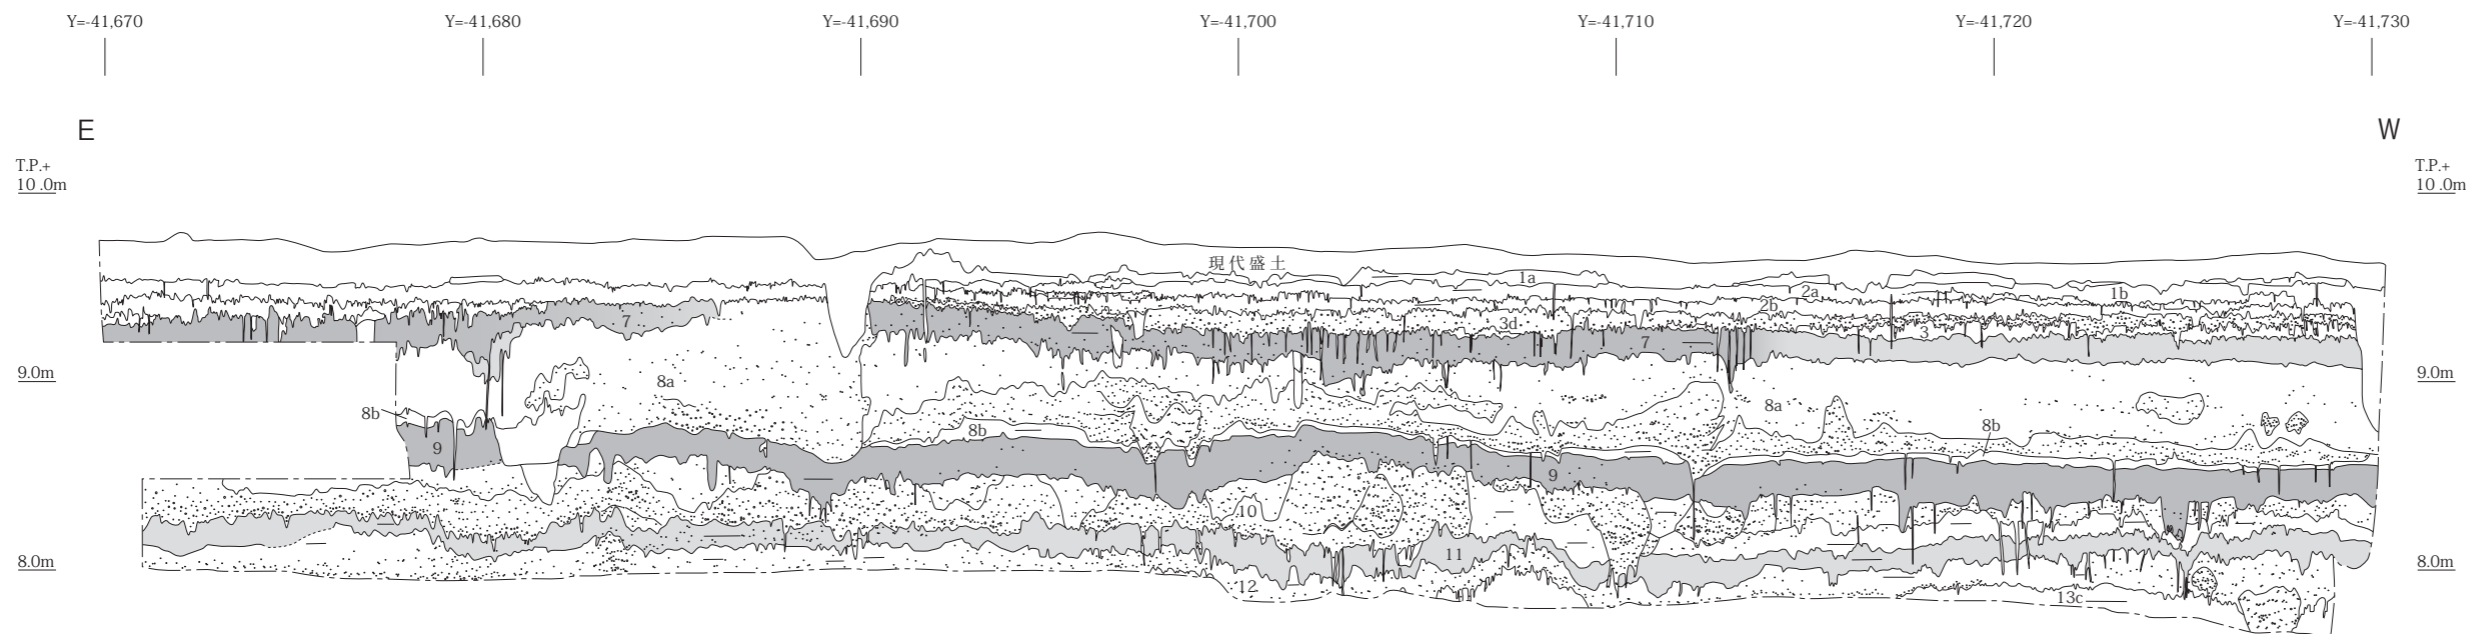 Y=-41,670 Y=-41,680 Y=-41,690 Y=-41,700 Y=-41,710 Y=-41,720 Y=-41,730
E W
T.P.+ T.P.+
10 .0m 10 .0m
現代盛土
1a
2a
1b
2b
3d
3
7
7
9.0m 9.0m
8a
8a
8b
8b
8b
9
9
10
11
8.0m 8.0m
12
13c